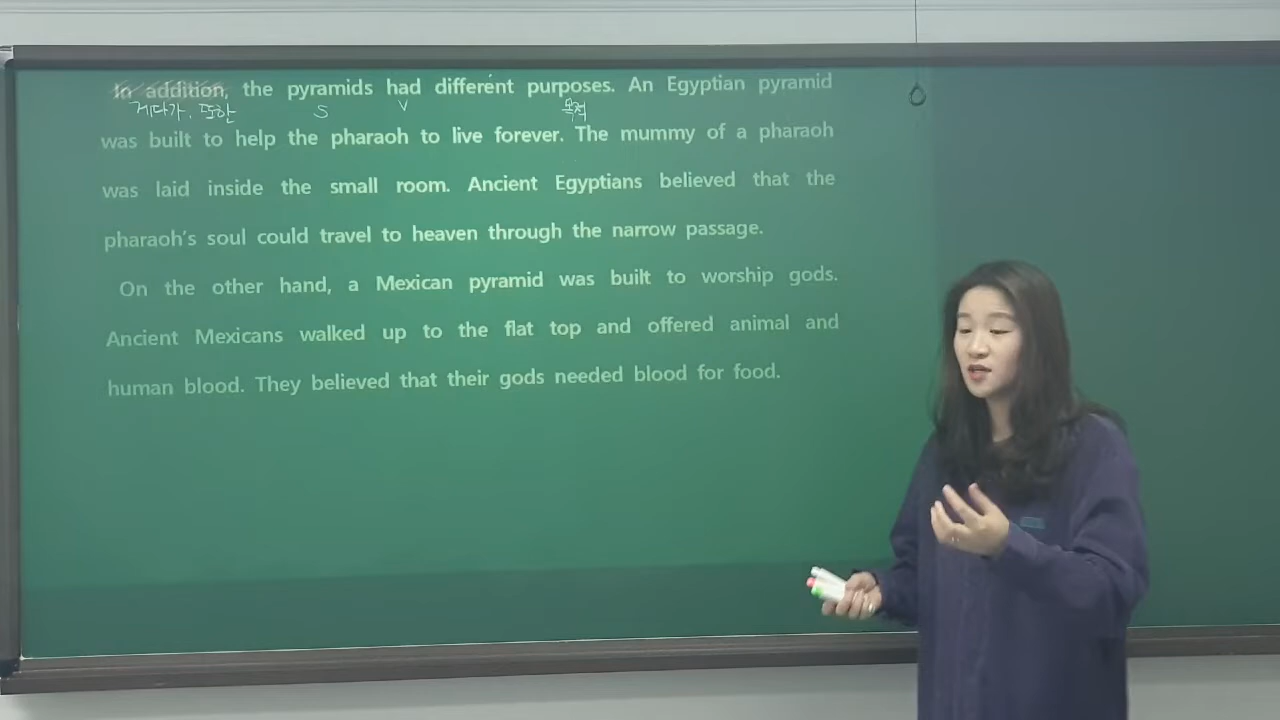 In addition, the pyramids had different purposes. An Egyptian pyramid
게다가. 또한 S V 목적
was built to help the pharaoh to live forever. The mummy of a pharaoh
was laid inside the small room. Ancient Egyptians believed that the
pharaoh's soul could travel to heaven through the narrow passage.
On the other hand, a Mexican pyramid was built to worship gods.
Ancient Mexicans walked up to the flat top and offered animal and
human blood. They believed that their gods needed blood for food.